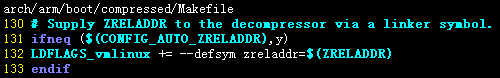 arch/arm/boot/compressed/Makefile
130 # Supply ZRELADDR to the decompressor via a linker symbol.
131 ifneq ($(CONFIG_AUTO_ZRELADDR),y)
132 LDFLAGS_vmlinux += --defsym zreladdr=$(ZRELADDR)
133 endif